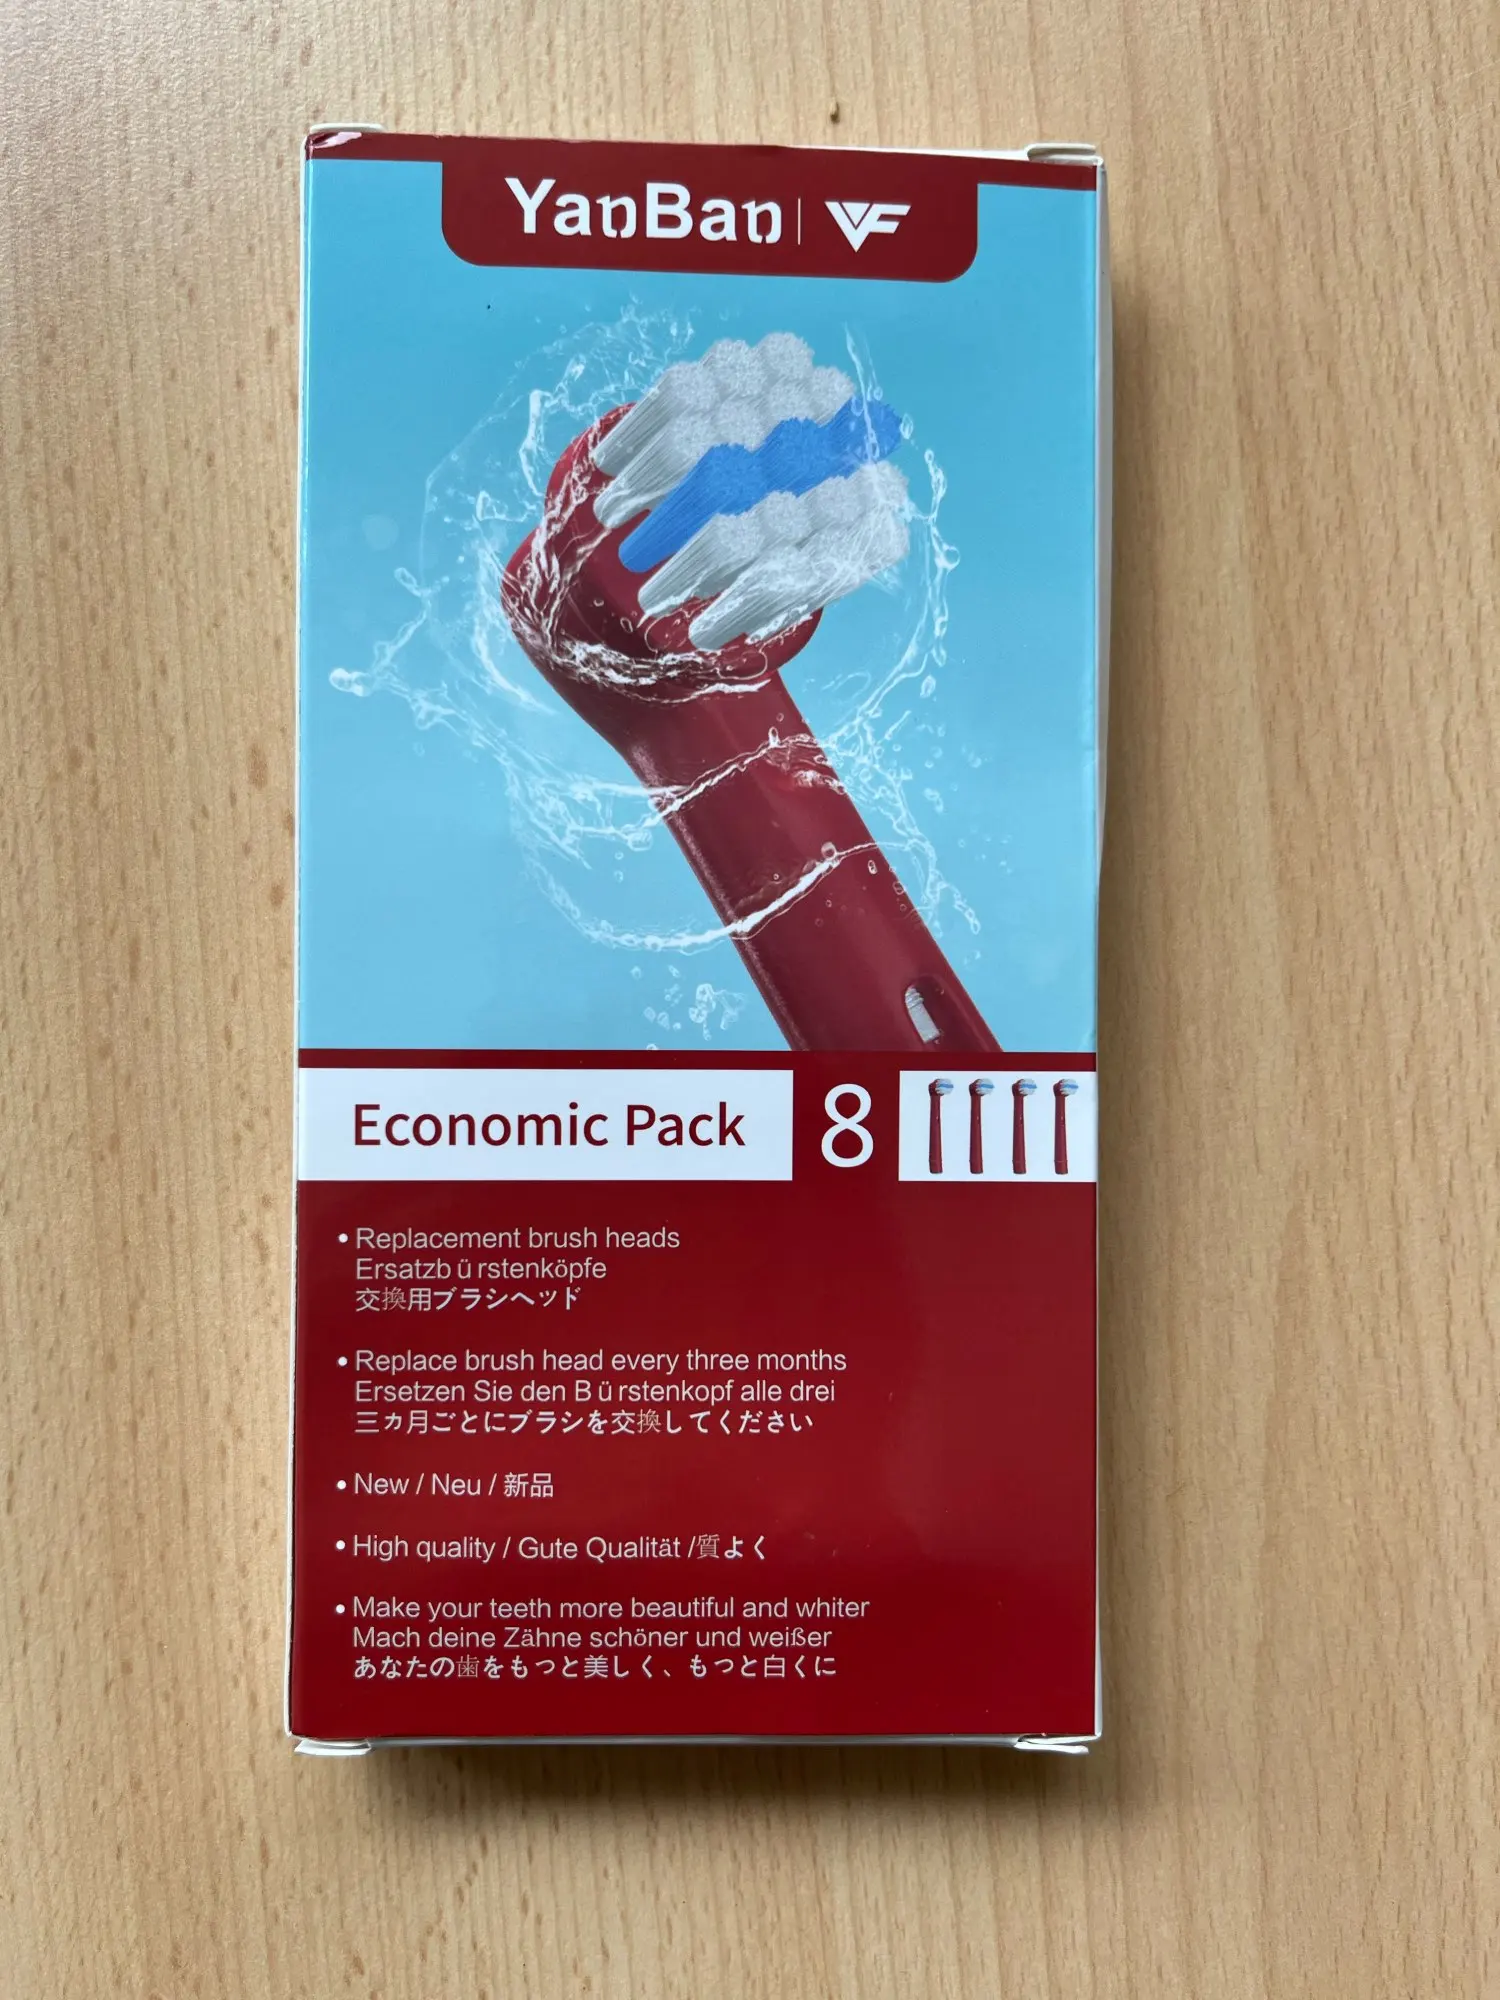 YanBan
VF
Economic Pack
8
• Replacement brush heads
Ersatzb ü rstenköpfe
交換用ブラシヘッド
• Replace brush head every three months
Ersetzen Sie den B ü rstenkopf alle drei
三ヵ月ごとにブラシを交換してください
• New / Neu / 新品
• High quality / Gute Qualität /質よく
• Make your teeth more beautiful and whiter
Mach deine Zähne schöner und weißer
あなたの歯をもつと美しく、もつと白くに